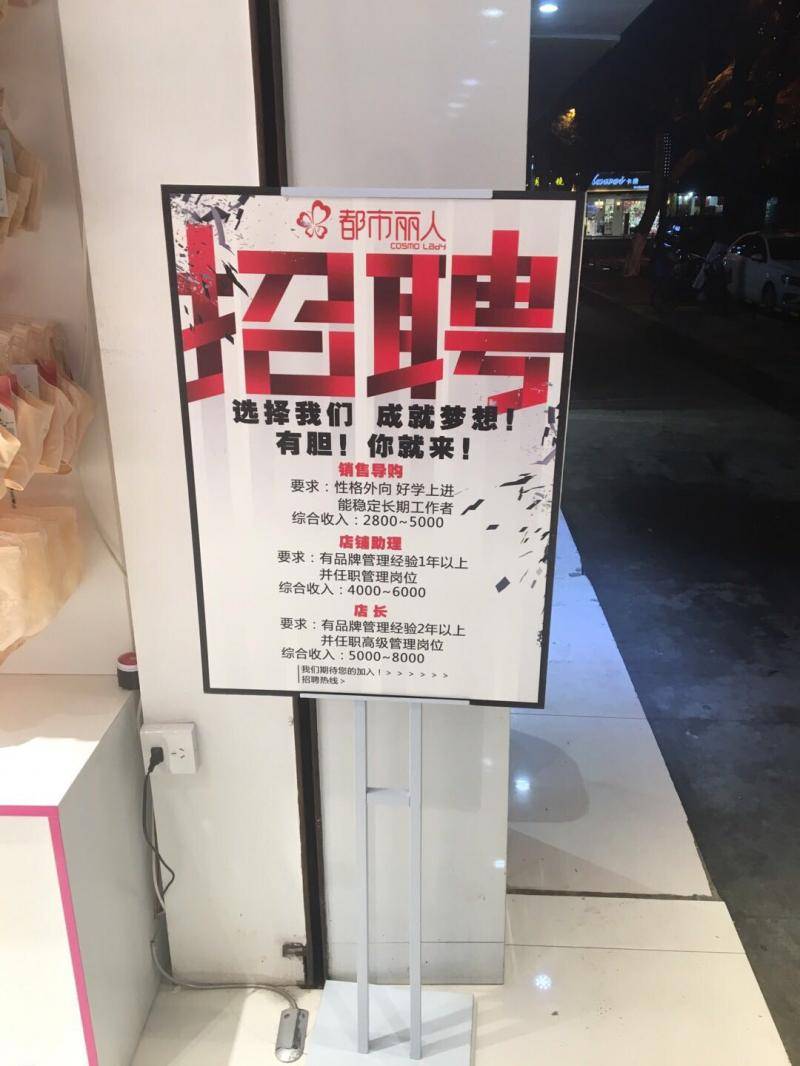 都市丽人
COSMO LADY
招聘
选择我们 成就梦想！
有胆！你就来！
销售导购
要求：性格外向 好学上进
能稳定长期工作者
综合收入：2800~5000
店铺助理
要求：有品牌管理经验1年以上
并任职管理岗位
综合收入：4000~6000
店长
要求：有品牌管理经验2年以上
并任职高级管理岗位
综合收入：5000~8000
我们期待您的加入！> > > > > >
招聘热线>